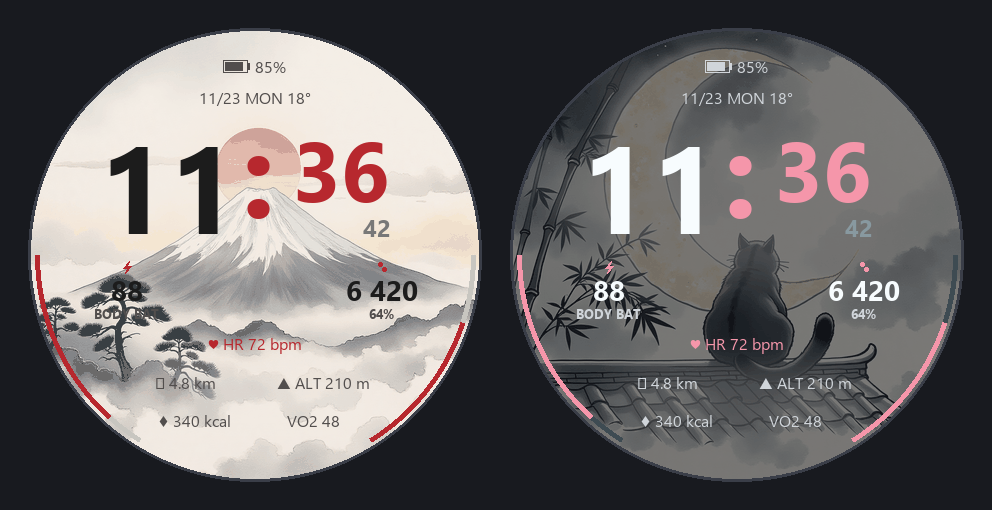 85%
11/23 MON 18°
11:36
42
88
BODY BAT
6 420
64%
♥ HR 72 bpm
4.8 km
▲ ALT 210 m
♦ 340 kcal
VO2 48
85%
11/23 MON 18°
11:36
42
88
BODY BAT
6 420
64%
♥ HR 72 bpm
4.8 km
▲ ALT 210 m
♦ 340 kcal
VO2 48